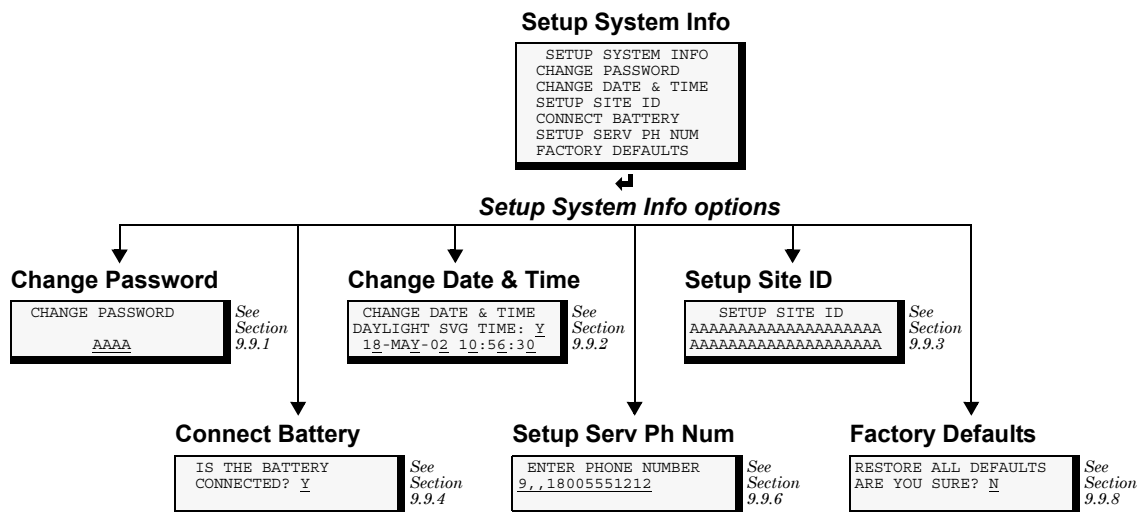 Setup System Info
SETUP SYSTEM INFO
CHANGE PASSWORD
CHANGE DATE & TIME
SETUP SITE ID
CONNECT BATTERY
SETUP SERV PH NUM
FACTORY DEFAULTS
Setup System Info options
Change Password
CHANGE PASSWORD
AAAA
See
Section
9.9.1
Change Date & Time
CHANGE DATE & TIME
DAYLIGHT SVG TIME: Y
18-MAY-02 10:56:30
See
Section
9.9.2
Setup Site ID
SETUP SITE ID
AAAAAAAAAAAAAAAAAAAA
AAAAAAAAAAAAAAAAAAAA
See
Section
9.9.3
Connect Battery
IS THE BATTERY
CONNECTED? Y
See
Section
9.9.4
Setup Serv Ph Num
ENTER PHONE NUMBER
9,,18005551212
See
Section
9.9.6
Factory Defaults
RESTORE ALL DEFAULTS
ARE YOU SURE? N
See
Section
9.9.8